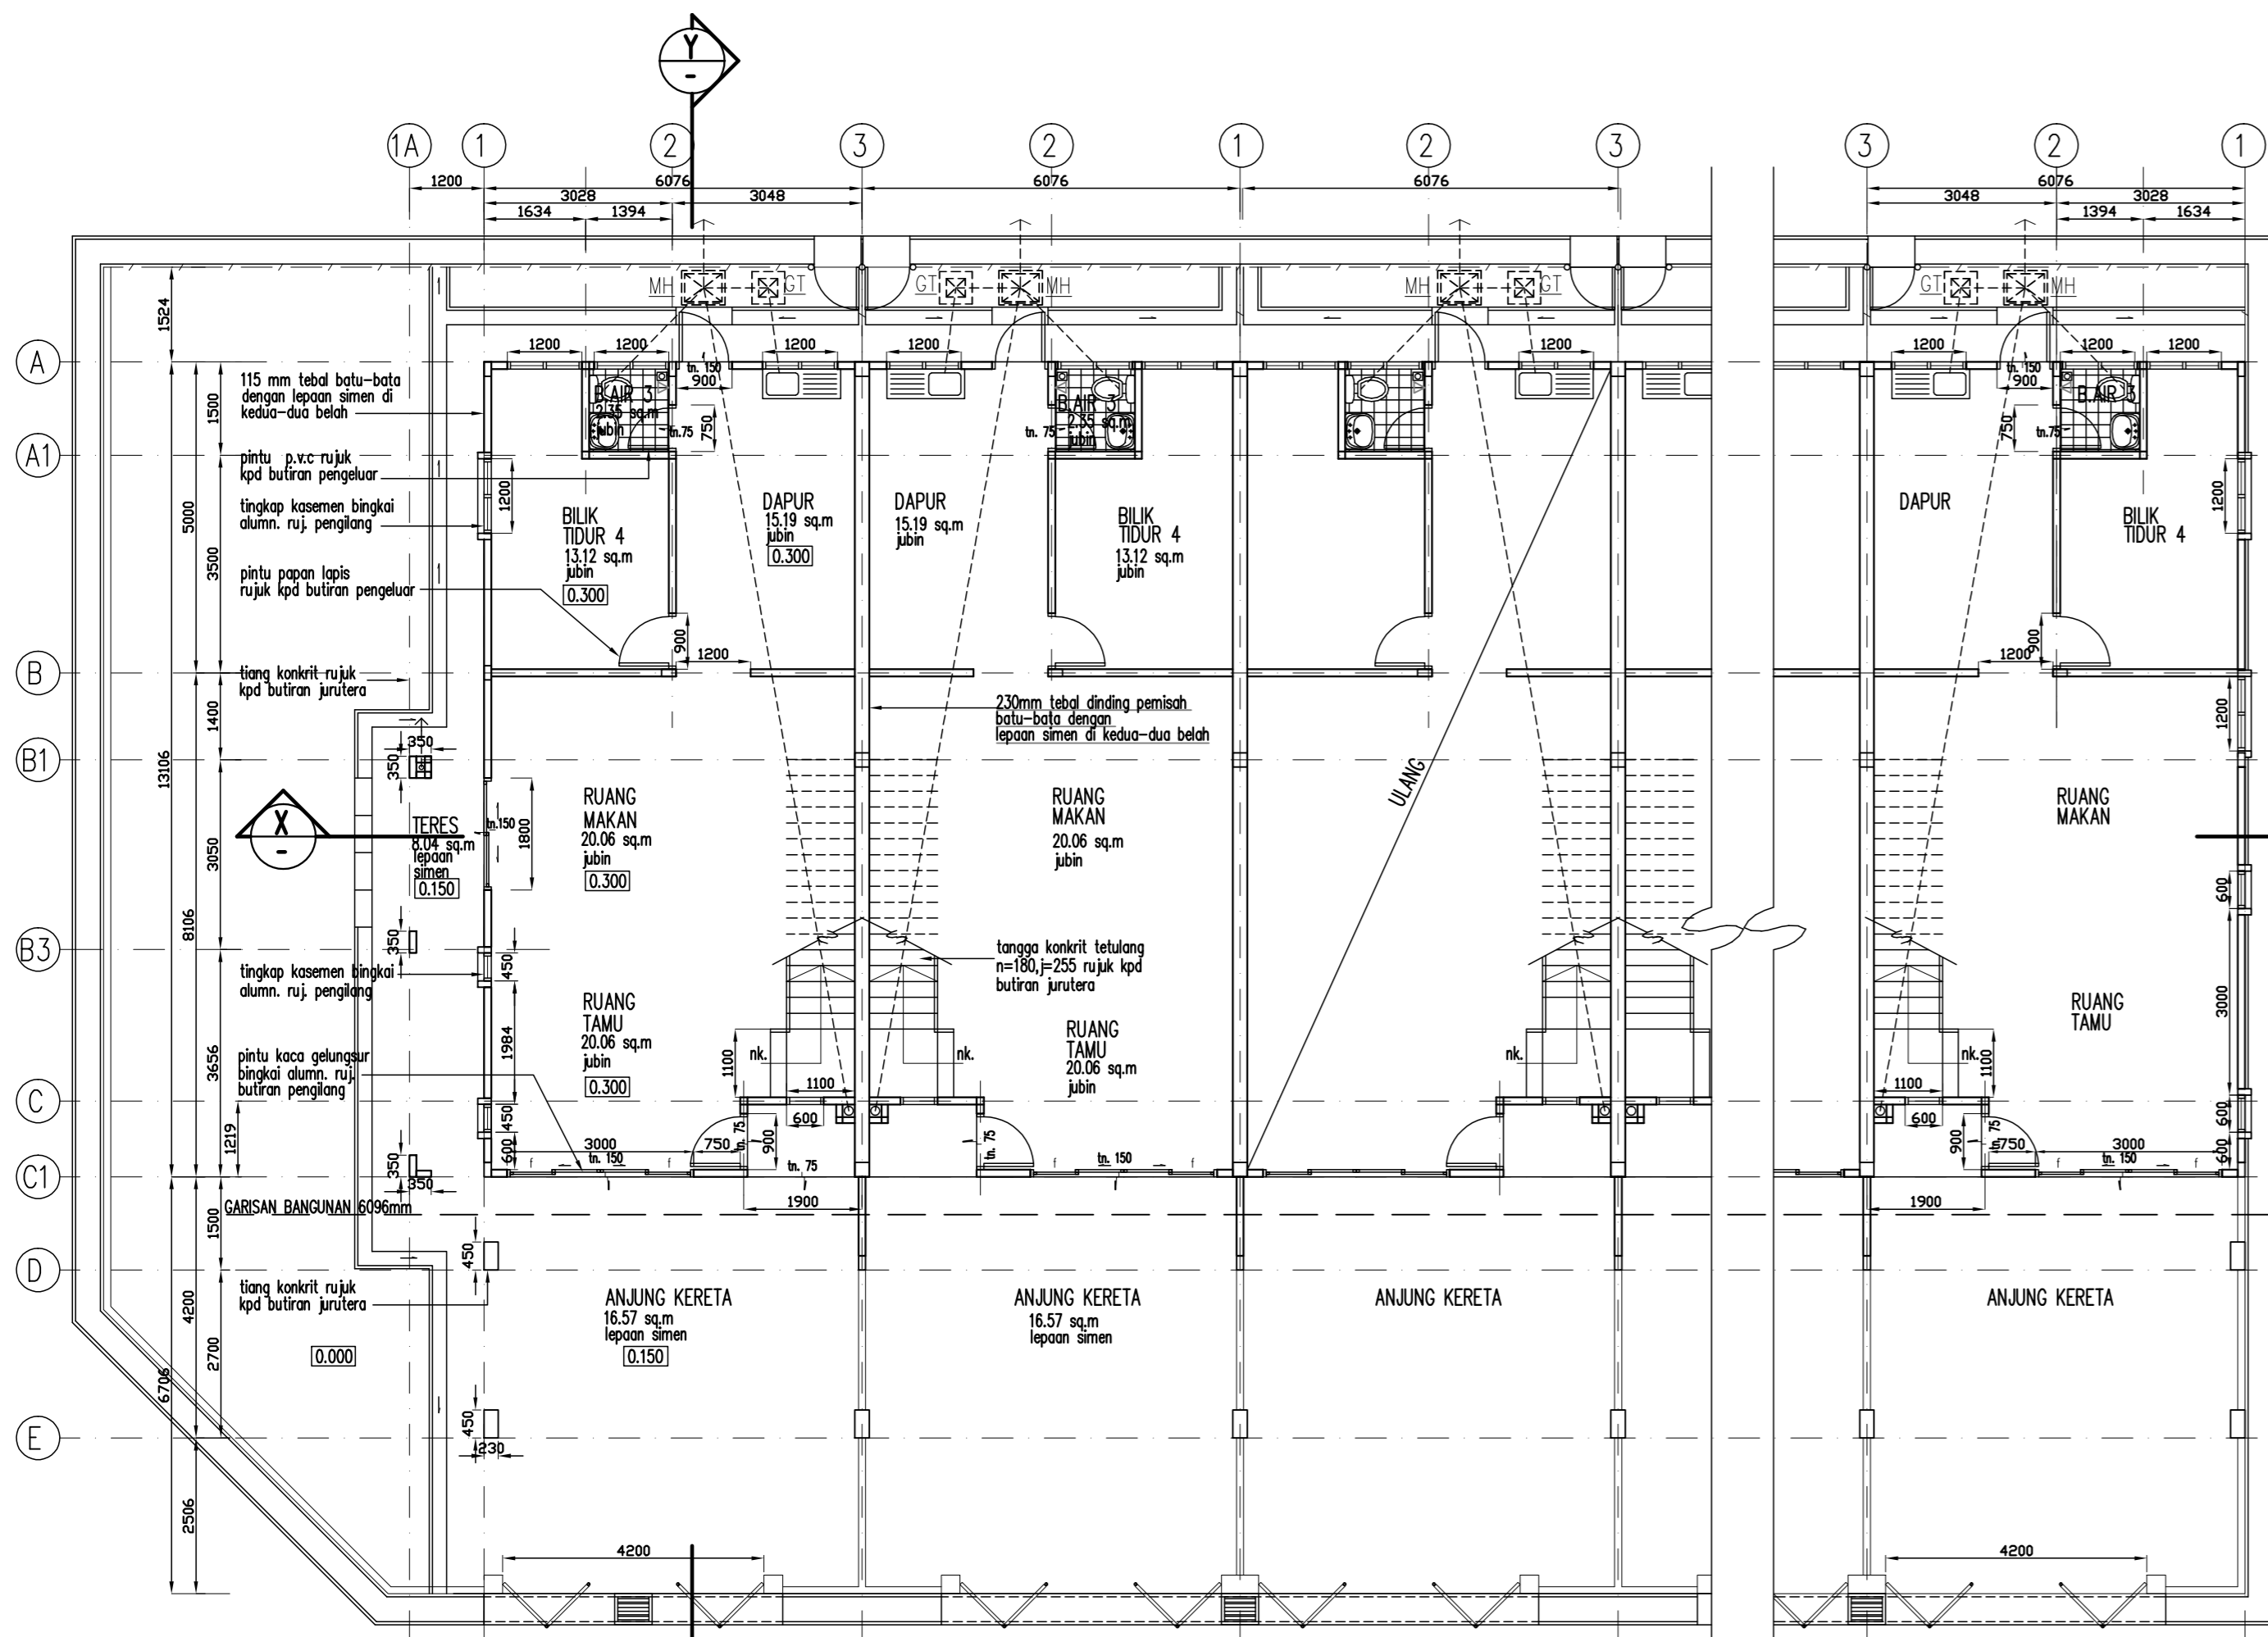 Y
-
1A 1 2 3 2 1 2 3 3 2 1
1200 6076 6076 6076 6076
3028 3048 3048 3028
1634 1394 1394 1634
MH GT GT MH MH GT GT MH
1524
A
1200 1200 1200 1200 1200 1200 1200 1200 1200
tn. 150
900
tn. 150
900
115 mm tebal batu-bata
dengan lepaan simen di
kedua-dua belah
B.AIR 3
2.35 sq.m
jubin
tn.75
750
B.AIR 3
2.35 sq.m
jubin
tn. 75
B.AIR 3
750
tn.75
1500
A1
pintu p.v.c rujuk
kpd butiran pengeluar
tingkap kasemen bingkai
alumn. ruj. pengilang
1200
5000
3500
BILIK
TIDUR 4
13.12 sq.m
jubin
0.300
DAPUR
15.19 sq.m
jubin
0.300
DAPUR
15.19 sq.m
jubin
BILIK
TIDUR 4
13.12 sq.m
jubin
DAPUR
BILIK
TIDUR 4
1200
pintu papan lapis
rujuk kpd butiran pengeluar
900
1200
900
1200
B
tiang konkrit rujuk
kpd butiran jurutera
1400
230mm tebal dinding pemisah
batu-bata dengan
lepaan simen di kedua-dua belah
1200
13106
B1
350
350
ULANG
X
-
TERES
8.04 sq.m
lepaan
simen
0.150
tn.150
1800
3050
8106
RUANG
MAKAN
20.06 sq.m
jubin
0.300
RUANG
MAKAN
20.06 sq.m
jubin
RUANG
MAKAN
600
B3
350
450
tingkap kasemen bingkai
alumn. ruj. pengilang
tangga konkrit tetulang
n=180,j=255 rujuk kpd
butiran jurutera
3656
1984
RUANG
TAMU
20.06 sq.m
jubin
0.300
RUANG
TAMU
20.06 sq.m
jubin
RUANG
TAMU
3000
pintu kaca gelungsur
bingkai alumn. ruj.
butiran pengilang
1100
nk. nk. nk. nk.
1100
1100
1100
C
1219
450
600
600
600
600
600
3000 750
tn. 150
tn. 75
900
tn. 75
tn. 75
tn. 150
900
tn. 75
750 3000
tn. 150
350
C1
350
1900
1900
GARISAN BANGUNAN 6096mm
1500
450
D
tiang konkrit rujuk
kpd butiran jurutera
ANJUNG KERETA
16.57 sq.m
lepaan simen
0.150
ANJUNG KERETA
16.57 sq.m
lepaan simen
ANJUNG KERETA
ANJUNG KERETA
4200
2700
6706
0.000
E
450
230
2506
4200
4200